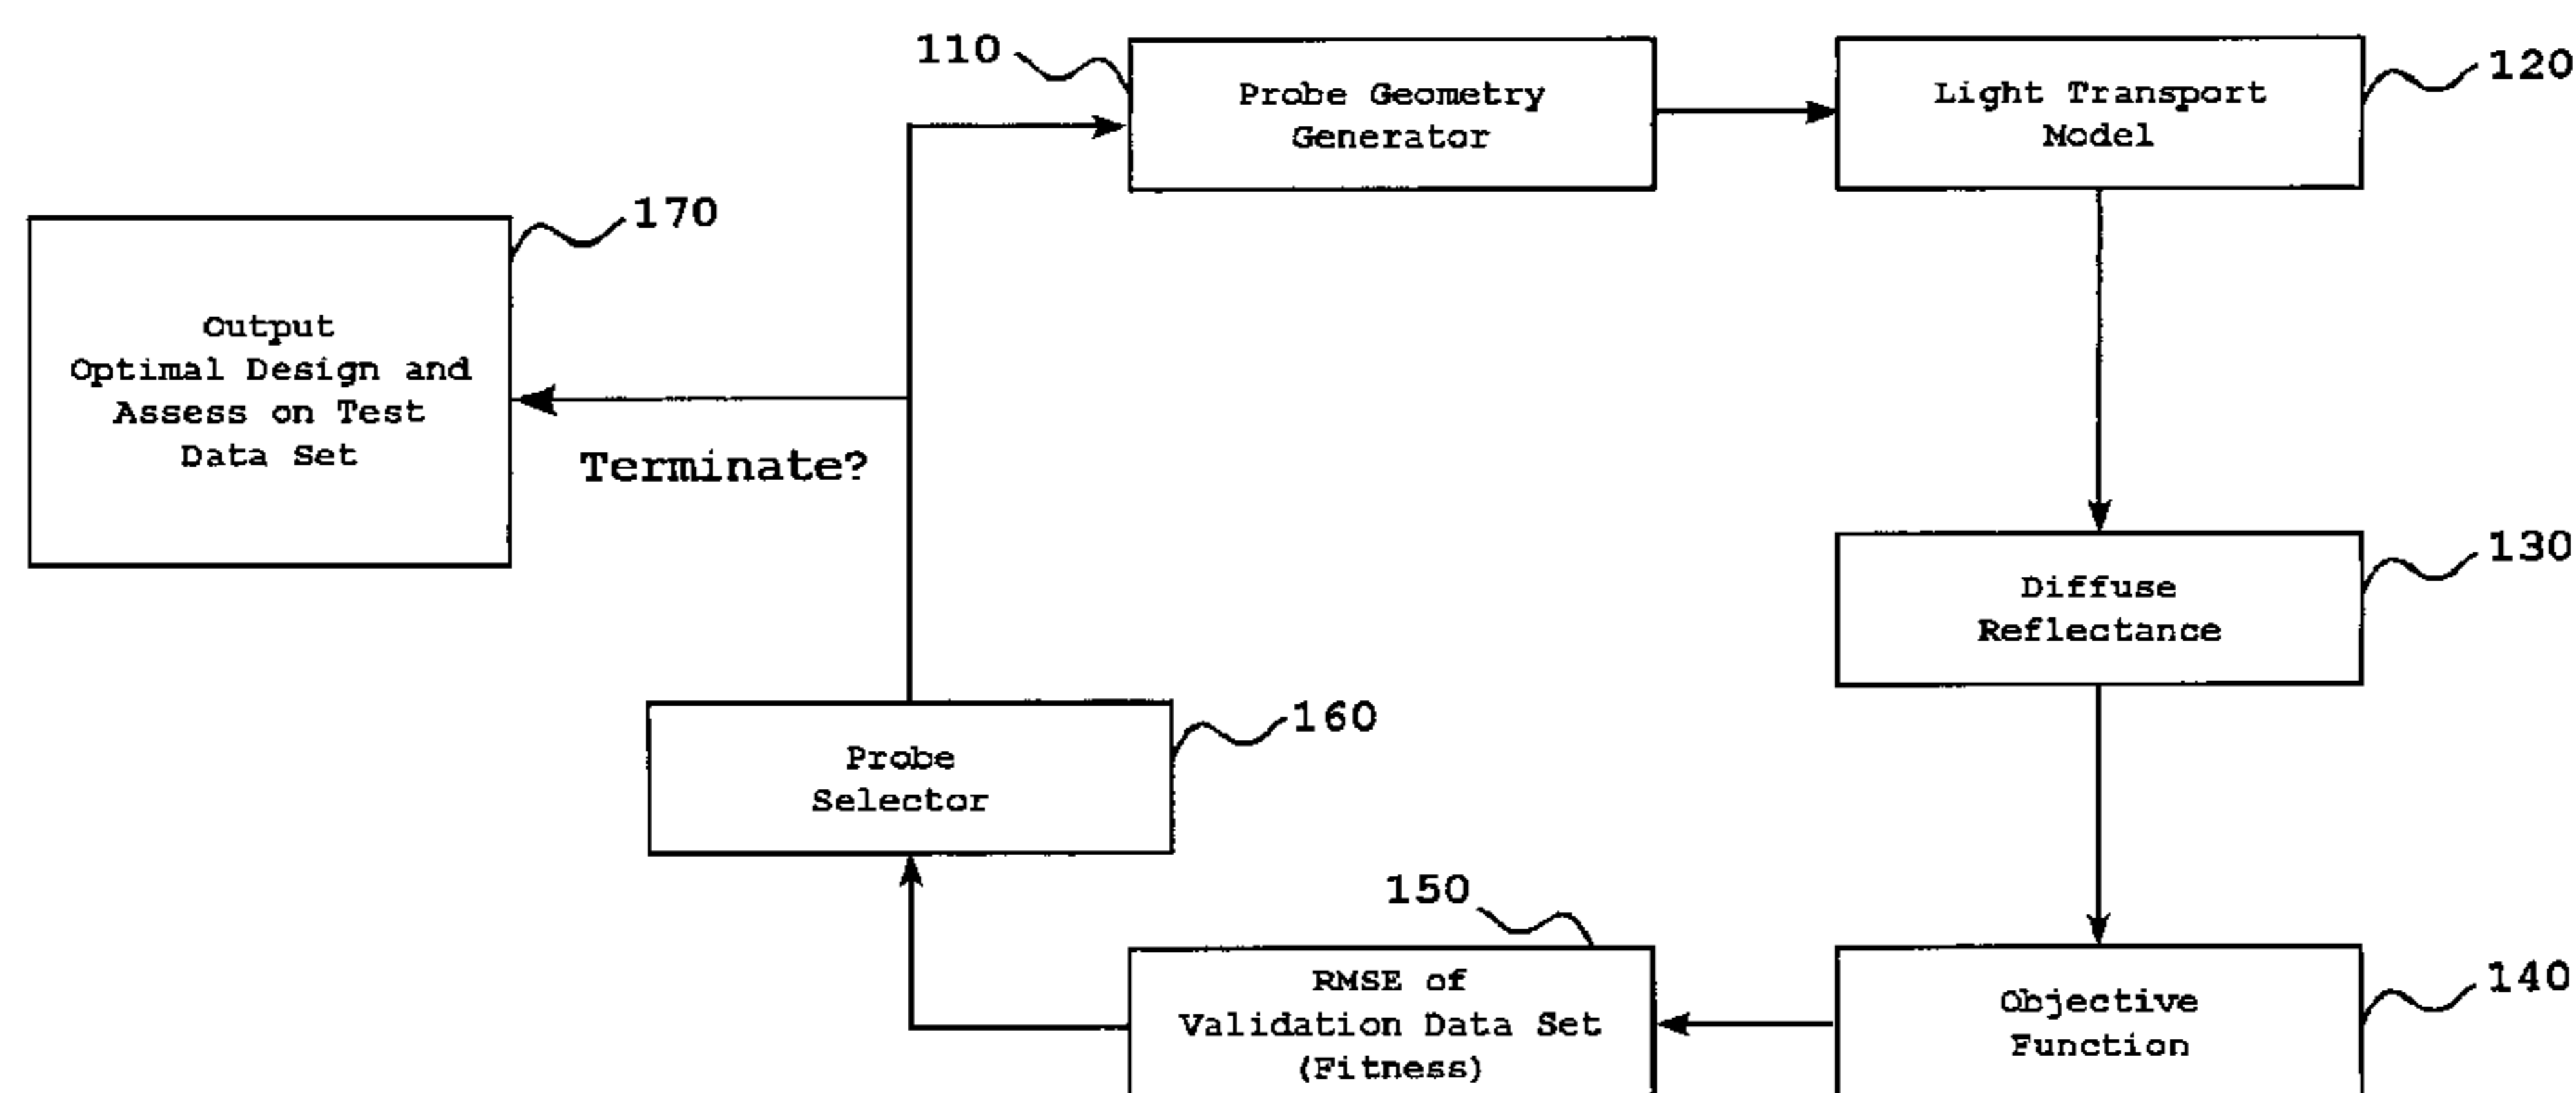 110
Probe Geometry
Generator
Light Transport
Model
120
170
Output
Optimal Design and
Assess on Test
Data Set
Terminate?
130
Diffuse
Reflectance
160
Probe
Selector
150
RMSE of
Validation Data Set
(Fitness)
Objective
Function
140